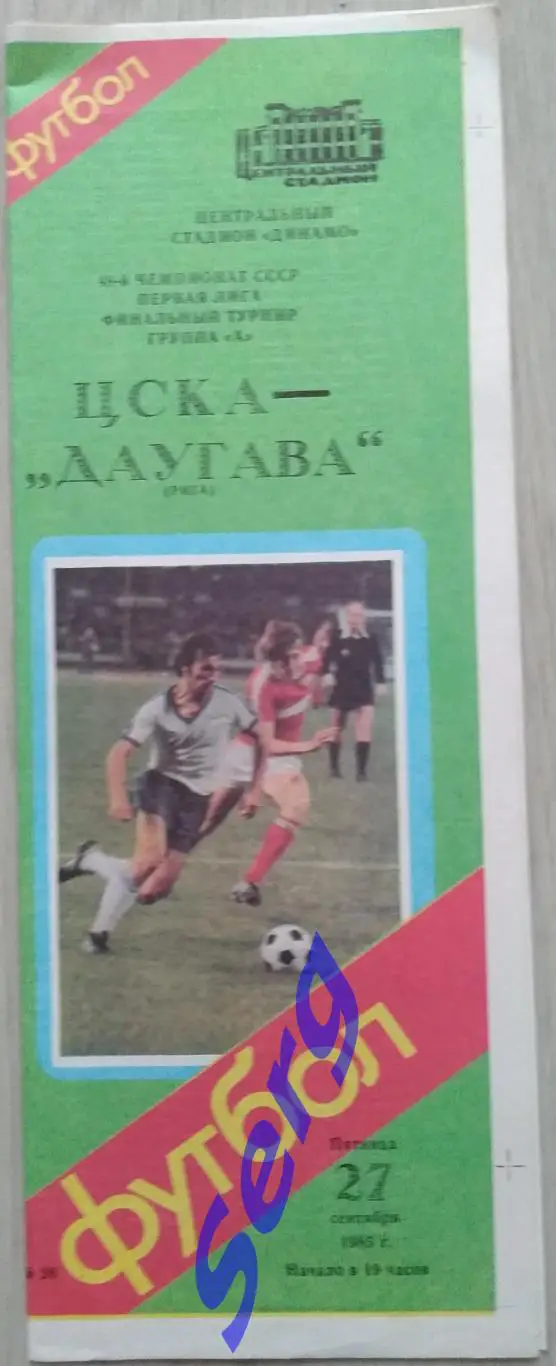 футбол
ЦЕНТРАЛЬНЫЙ
СТАДИОН
ЦЕНТРАЛЬНЫЙ
СТАДИОН «ДИНАМО»
ЧЕМПИОНАТ СССР
ПЕРВАЯ ЛИГА
ФИНАЛЬНЫЙ ТУРНИР
ГРУППА «А»
ЦСКА—
„ДАУГАВА“
(РИГА)
футбол
Serg
Пятница
27
сентября
1985 г.
Начало в 19 часов